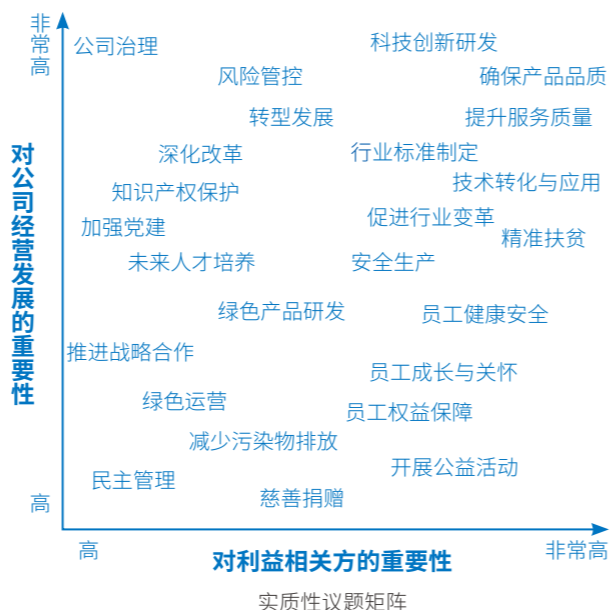 非常高
公司治理
科技创新研发
风险管控
确保产品品质
转型发展
提升服务质量
深化改革
行业标准制定
知识产权保护
技术转化与应用
加强党建
促进行业变革
精准扶贫
未来人才培养
安全生产
绿色产品研发
员工健康安全
推进战略合作
员工成长与关怀
绿色运营
员工权益保障
减少污染物排放
开展公益活动
民主管理
慈善捐赠
对公司经营发展的重要性
高
高
对利益相关方的重要性
非常高
实质性议题矩阵